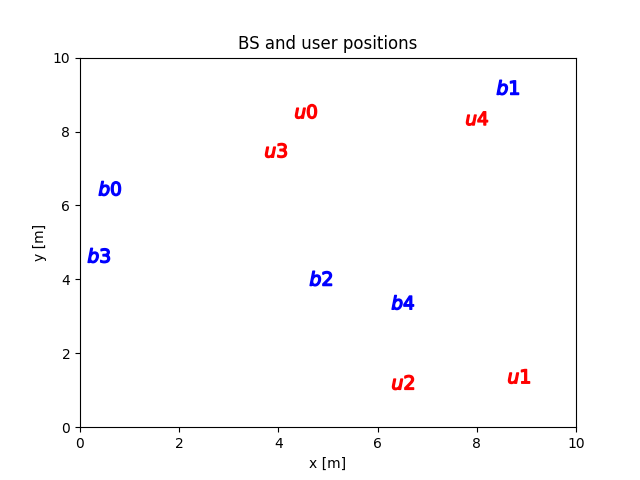 BS and user positions
10
8
6
4
2
0
y [m]
b1
u0
u4
u3
b0
b3
b2
b4
u2
u1
0 2 4 6 8 10
x [m]